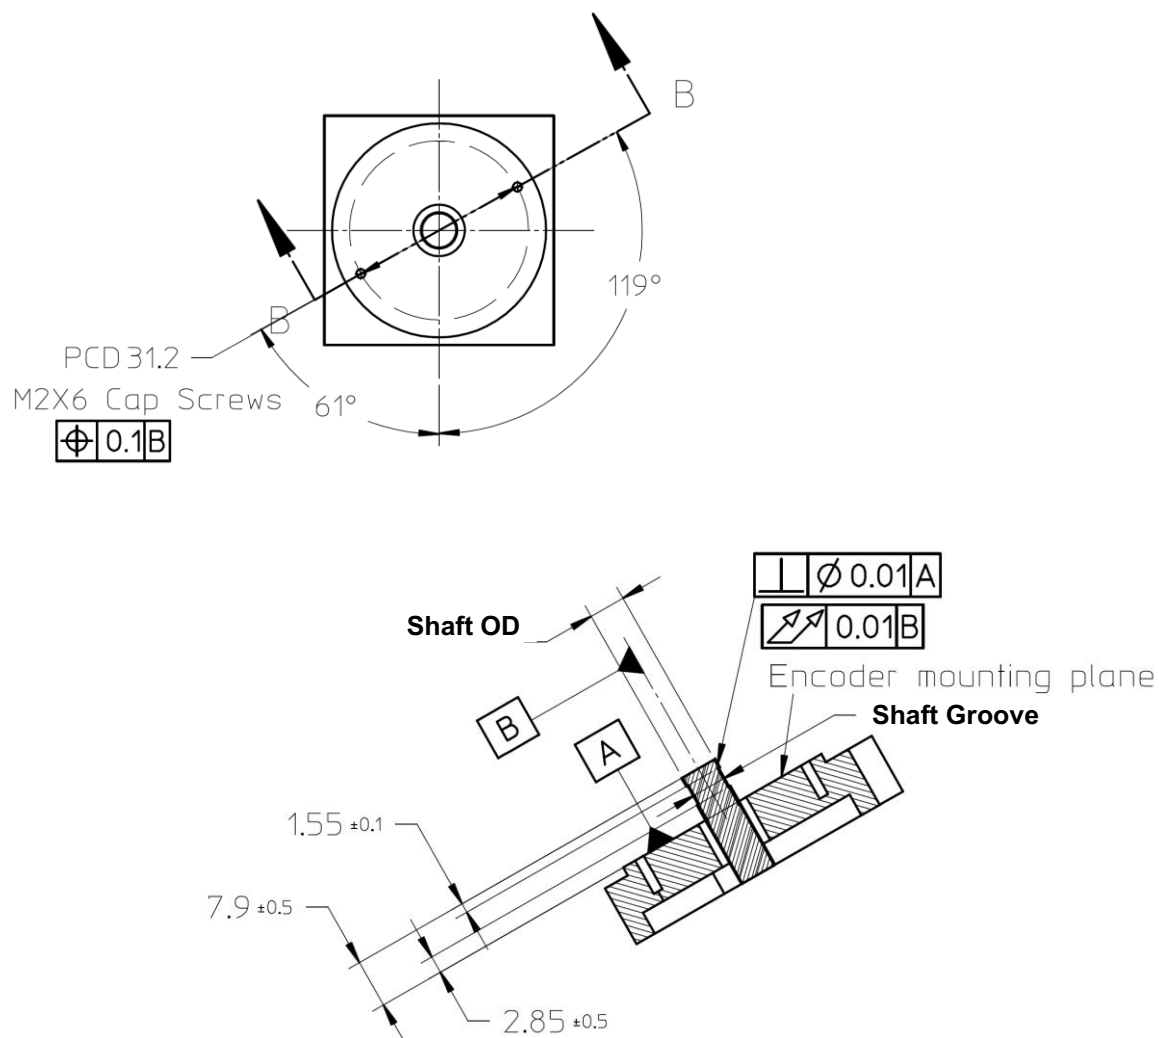 B
119°
B
PCD 31.2
M2X6 Cap Screws
61°
⌖ 0.1 B
⊥ Ø 0.01 A
Shaft OD
⌰ 0.01 B
Encoder mounting plane
Shaft Groove
B
A
1.55 ±0.1
7.9 ±0.5
2.85 ±0.5